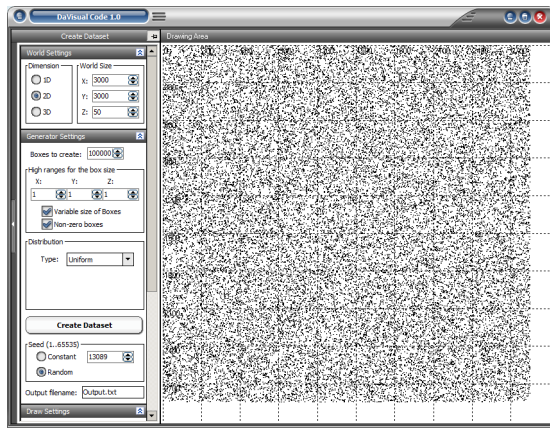 DaVisual Code 1.0
Create Dataset
Drawing Area
World Settings
Dimension
World Size
1D
X: 3000
2D
Y: 3000
3D
Z: 50
Generator Settings
Boxes to create: 100000
High ranges for the box size
X: Y: Z:
1 1 1
Variable size of Boxes
Non-zero boxes
Distribution
Type: Uniform
Create Dataset
Seed (1..65535)
Constant 13089
Random
Output filename: Output.txt
Draw Settings